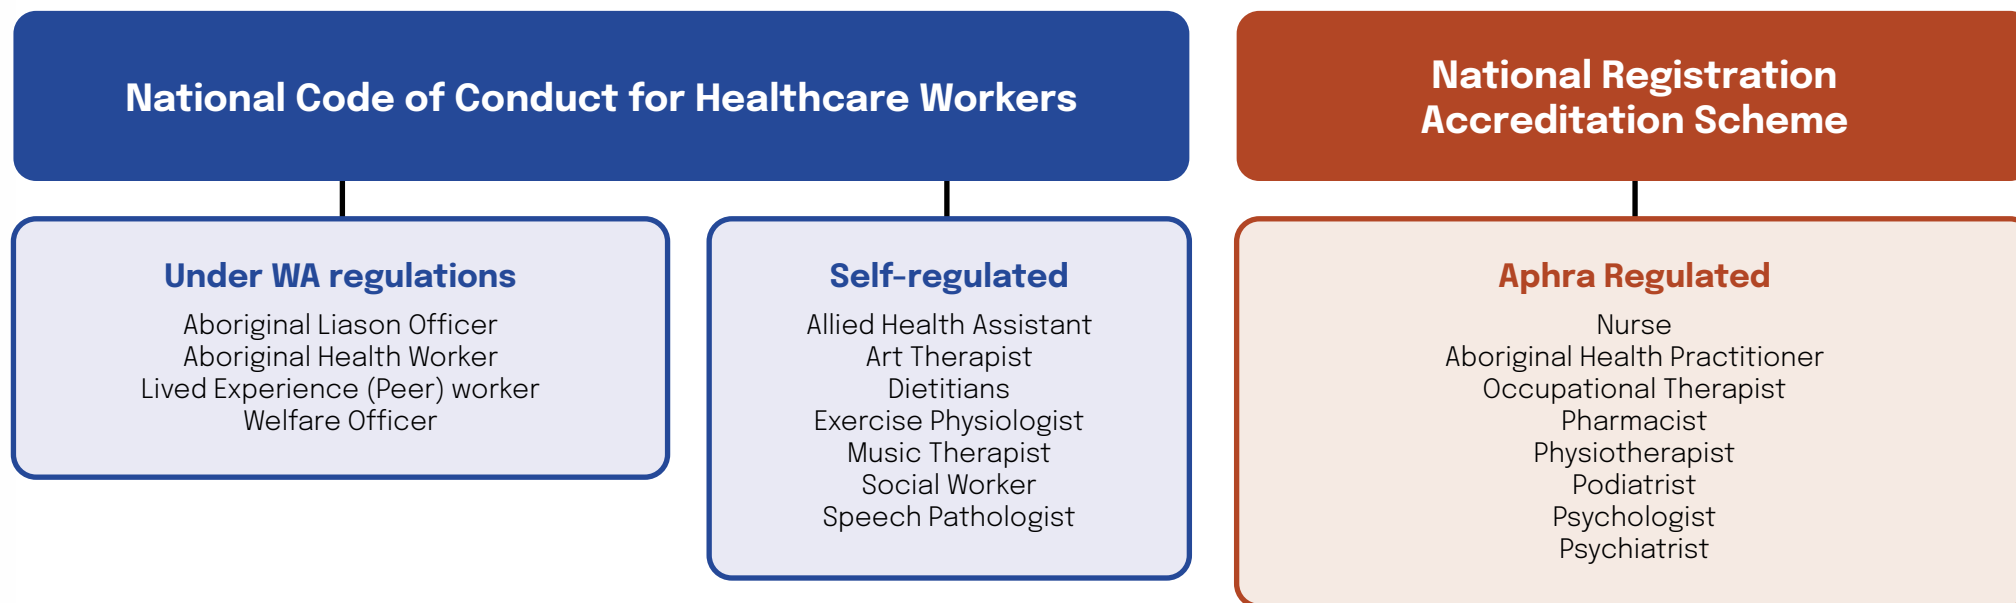 National Code of Conduct for Healthcare Workers
Under WA regulations
Aboriginal Liason Officer
Aboriginal Health Worker
Lived Experience (Peer) worker
Welfare Officer
Self-regulated
Allied Health Assistant
Art Therapist
Dietitians
Exercise Physiologist
Music Therapist
Social Worker
Speech Pathologist
National Registration
Accreditation Scheme
Aphra Regulated
Nurse
Aboriginal Health Practitioner
Occupational Therapist
Pharmacist
Physiotherapist
Podiatrist
Psychologist
Psychiatrist